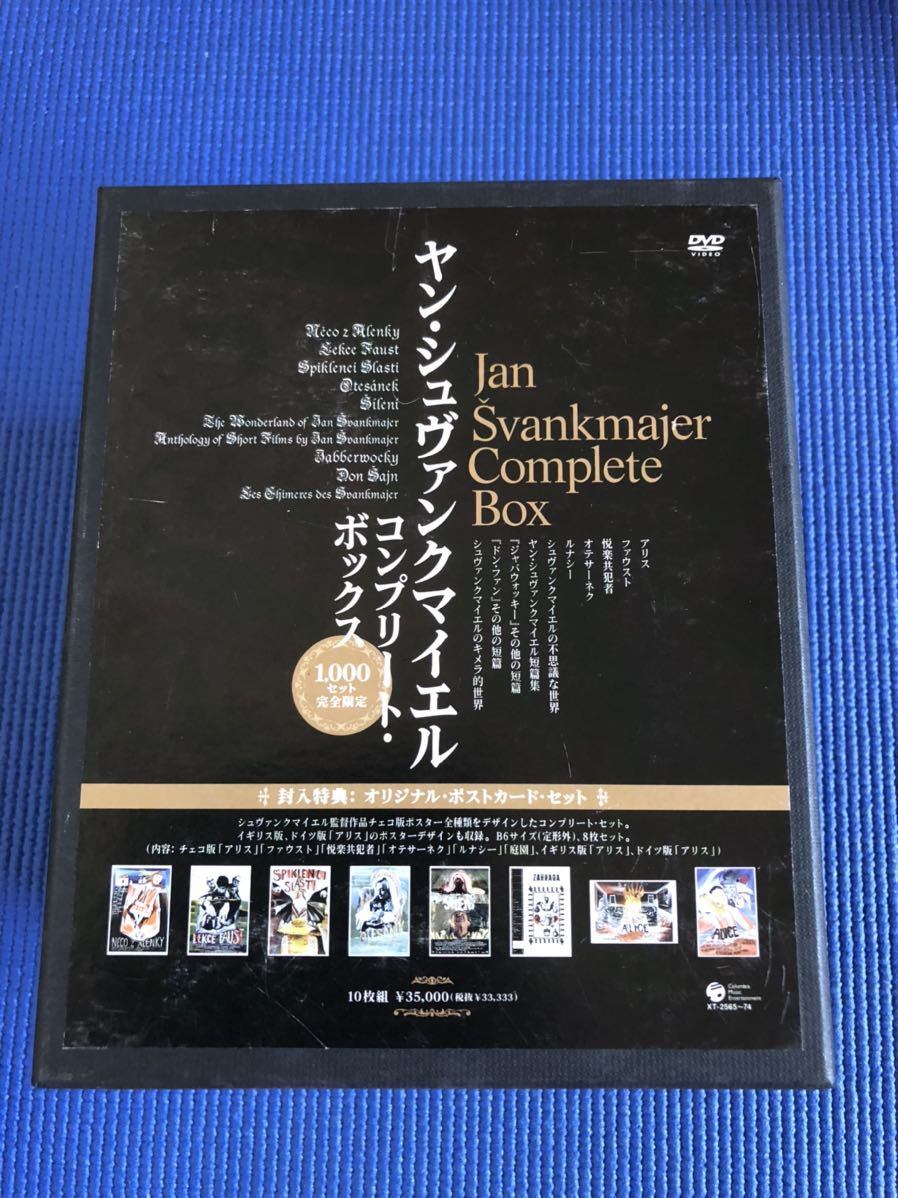 DVD
VIDEO
ヤン・シュヴァンクマイエル
コンプリート・
ボックス
Něco z Alenky
Lekce Faust
Spiklenci Slasti
Otesánek
Šílení
The Wonderland of Jan Švankmajer
Anthology of Short Films by Jan Švankmajer
Jabberwocky
Don Šajn
Les Chimeres des Svankmajer
Jan
Švankmajer
Complete
Box
アリス
ファウスト
悦楽共犯者
オテサーネク
ルナシー
シュヴァンクマイエルの不思議な世界
ヤン・シュヴァンクマイエル短篇集
「ジャバウォッキー」その他の短篇
「ドン・ファン」その他の短篇
シュヴァンクマイエルのキメラ的世界
1,000
セット
完全限定
封入特典：オリジナル・ポストカード・セット
シュヴァンクマイエル監督作品チェコ版ポスター全種類をデザインしたコンプリート・セット。
イギリス版、ドイツ版「アリス」のポスターデザインも収録。B6サイズ(定形外)、8枚セット。
(内容：チェコ版「アリス」「ファウスト」「悦楽共犯者」「オテサーネク」「ルナシー」「庭園」、イギリス版「アリス」、ドイツ版「アリス」)
NĚCO Z ALENKY
LEKCE FAUST
SPIKLENCI
SLASTI
ZAHRADA
ALICE
ALICE
10枚組 ¥35,000(税抜¥33,333)
Columbia
Music
Entertainment
XT-2565~74